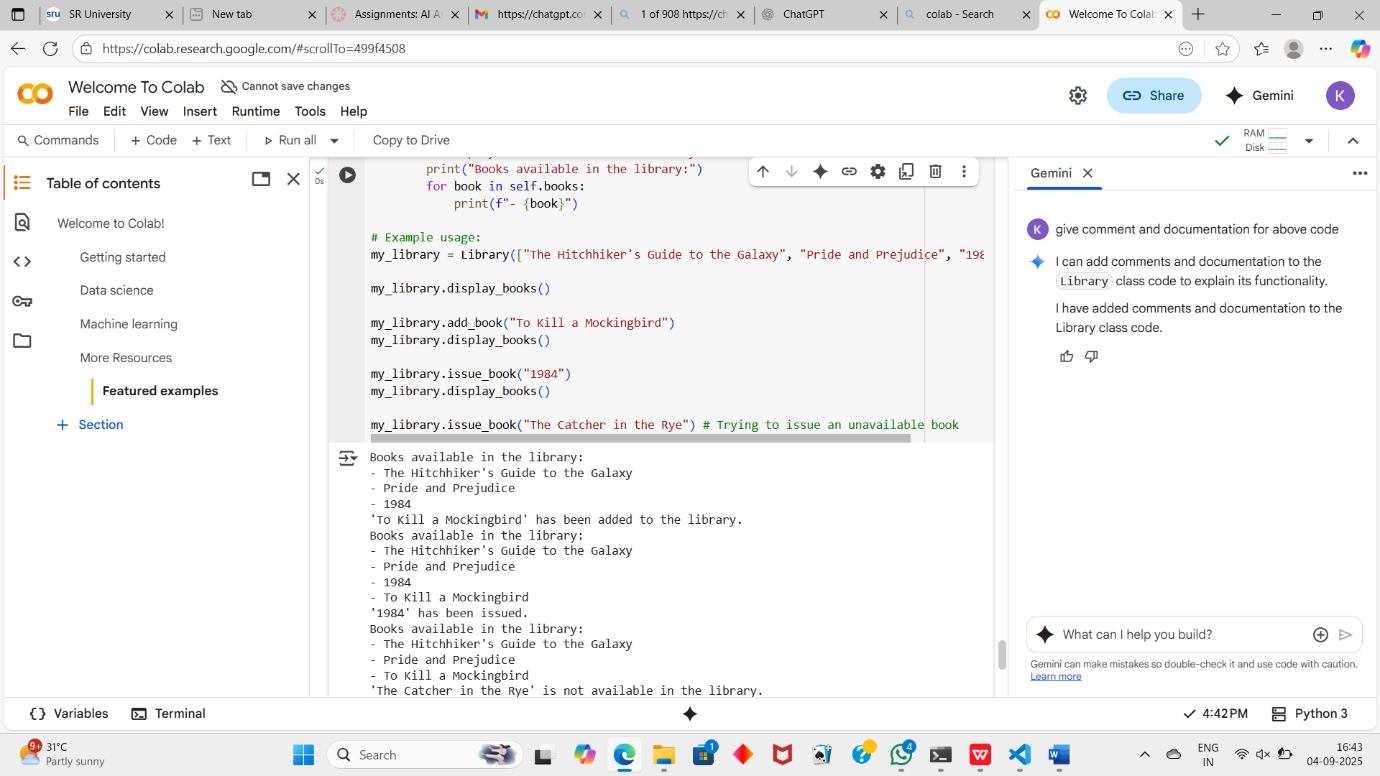 SR University
New tab
Assignments: AI As
https://chatgpt.co
1 of 908 https://ch
ChatGPT
colab - Search
Welcome To Colab
https://colab.research.google.com/#scrollTo=499f4508
CO
Welcome To Colab
Cannot save changes
File Edit View Insert Runtime Tools Help
Share
Gemini
K
Commands
+ Code + Text
Run all
Copy to Drive
RAM
Disk
Table of contents
Welcome to Colab!
Getting started
Data science
Machine learning
More Resources
Featured examples
+ Section
0s
print("Books available in the library:")
for book in self.books:
print(f"- {book}")
# Example usage:
my_library = Library(["The Hitchhiker's Guide to the Galaxy", "Pride and Prejudice", "198
my_library.display_books()
my_library.add_book("To Kill a Mockingbird")
my_library.display_books()
my_library.issue_book("1984")
my_library.display_books()
my_library.issue_book("The Catcher in the Rye") # Trying to issue an unavailable book
Books available in the library:
- The Hitchhiker's Guide to the Galaxy
- Pride and Prejudice
- 1984
'To Kill a Mockingbird' has been added to the library.
Books available in the library:
- The Hitchhiker's Guide to the Galaxy
- Pride and Prejudice
- 1984
- To Kill a Mockingbird
'1984' has been issued.
Books available in the library:
- The Hitchhiker's Guide to the Galaxy
- Pride and Prejudice
- To Kill a Mockingbird
'The Catcher in the Rye' is not available in the library.
Gemini
K give comment and documentation for above code
I can add comments and documentation to the
Library class code to explain its functionality.
I have added comments and documentation to the
Library class code.
What can I help you build?
Gemini can make mistakes so double-check it and use code with caution.
Learn more
Variables
Terminal
4:42 PM
Python 3
9+
31°C
Partly sunny
Search
1
4
ENG
IN
16:43
04-09-2025